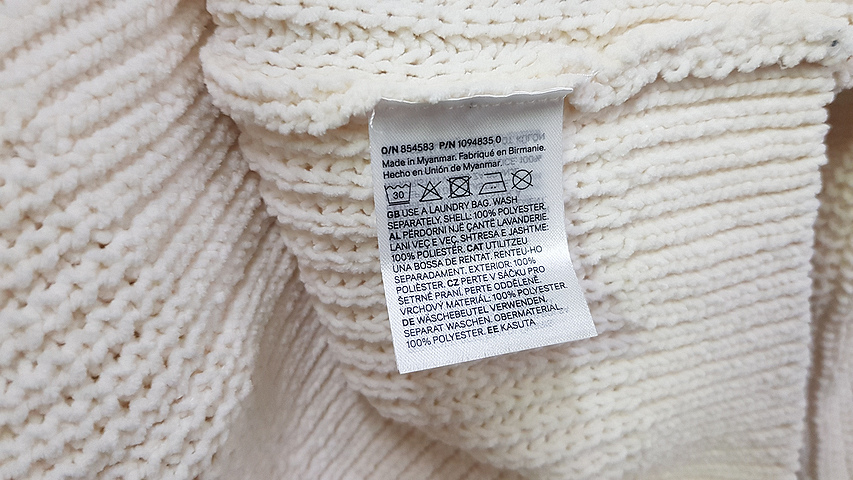 O/N 854583 P/N 1094835 0
Made in Myanmar. Fabriqué en Birmanie.
Hecho en Unión de Myanmar.
30
GB USE A LAUNDRY BAG. WASH
SEPARATELY. SHELL: 100% POLYESTER.
AL PËRDORNI NJË ÇANTË LAVANDERIE.
LANI VEÇ E VEÇ. SHTRESA E JASHTME:
100% POLIESTËR. CAT UTILITZEU
UNA BOSSA DE RENTAT. RENTEU-HO
SEPARADAMENT. EXTERIOR: 100%
POLIÈSTER. CZ PERTE V SÁČKU PRO
ŠETRNÉ PRANÍ, PERTE ODDĚLENĚ.
VRCHOVÝ MATERIÁL: 100% POLYESTER.
DE WÄSCHEBEUTEL VERWENDEN.
SEPARAT WASCHEN. OBERMATERIAL:
100% POLYESTER. EE KASUTA